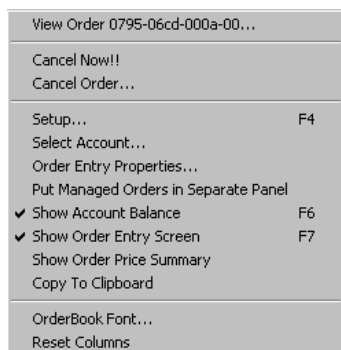 View Order 0795-06cd-000a-00...
Cancel Now!!
Cancel Order...
Setup... F4
Select Account...
Order Entry Properties...
Put Managed Orders in Separate Panel
Show Account Balance F6
Show Order Entry Screen F7
Show Order Price Summary
Copy To Clipboard
OrderBook Font...
Reset Columns